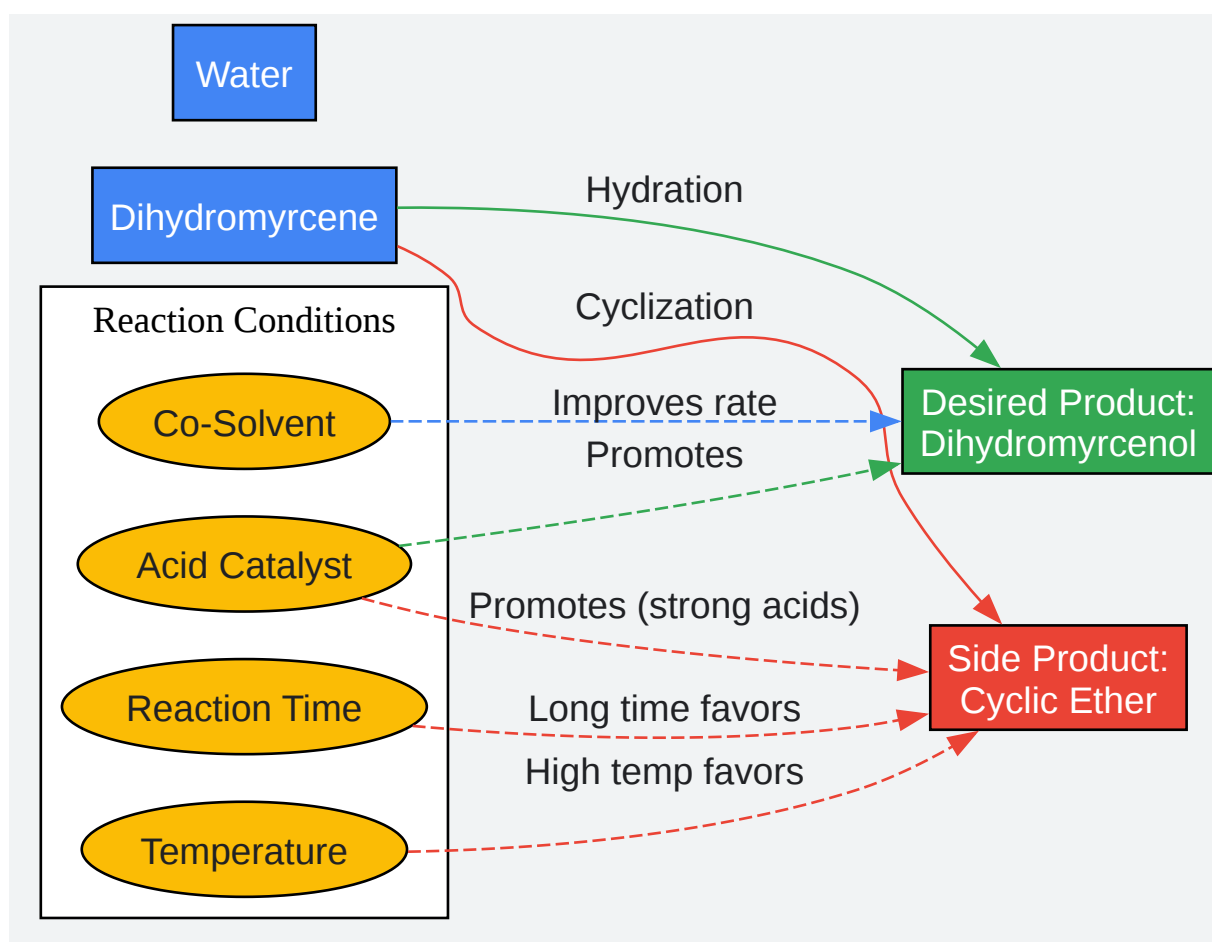 Water
Dihydromyrcene
Hydration
Cyclization
Reaction Conditions
Co-Solvent
Improves rate
Desired Product:
Dihydromyrcenol
Promotes
Acid Catalyst
Promotes (strong acids)
Side Product:
Cyclic Ether
Reaction Time
Long time favors
High temp favors
Temperature